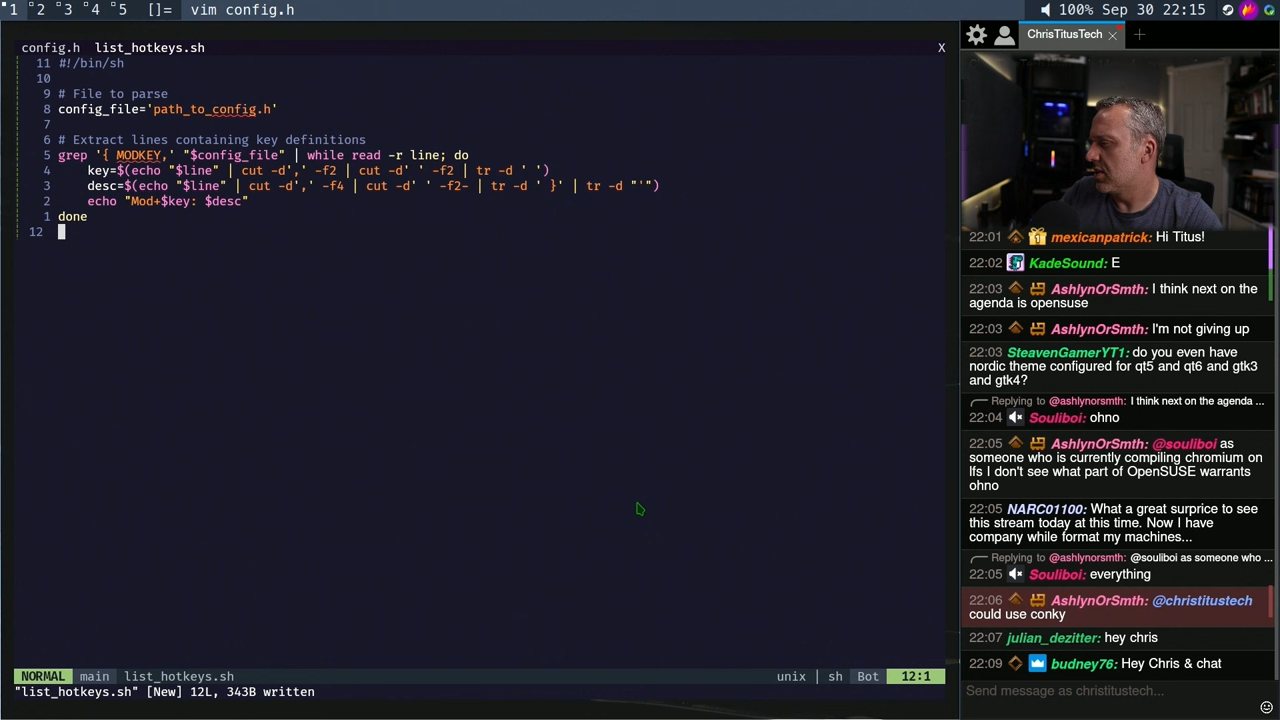 1 2 3 4 5 []= vim config.h
100% Sep 30 22:15
config.h list_hotkeys.sh X
11 #!/bin/sh
10
9 # File to parse
8 config_file='path_to_config.h'
7
6 # Extract lines containing key definitions
5 grep '{ MODKEY,' "$config_file" | while read -r line; do
4 key=$(echo "$line" | cut -d',' -f2 | cut -d' ' -f2 | tr -d ' ')
3 desc=$(echo "$line" | cut -d',' -f4 | cut -d' ' -f2- | tr -d ' }' | tr -d "'")
2 echo "Mod+$key: $desc"
1 done
12
NORMAL main list_hotkeys.sh unix | sh Bot 12:1
"list_hotkeys.sh" [New] 12L, 343B written
ChrisTitusTech
22:01 mexicanpatrick: Hi Titus!
22:02 KadeSound: E
22:03 AshlynOrSmth: I think next on the
agenda is opensuse
22:03 AshlynOrSmth: I'm not giving up
22:03 SteavenGamerYT1: do you even have
nordic theme configured for qt5 and qt6 and gtk3
and gtk4?
Replying to @ashlynorsmth: I think next on the agenda ...
22:04 Souliboi: ohno
22:05 AshlynOrSmth: @souliboi as
someone who is currently compiling chromium on
lfs I don't see what part of OpenSUSE warrants
ohno
22:05 NARC01100: What a great surprice to see
this stream today at this time. Now I have
company while format my machines...
Replying to @ashlynorsmth: @souliboi as someone who ...
22:05 Souliboi: everything
22:06 AshlynOrSmth: @christitustech
could use conky
22:07 julian_dezitter: hey chris
22:09 budney76: Hey Chris & chat
Send message as christitustech...